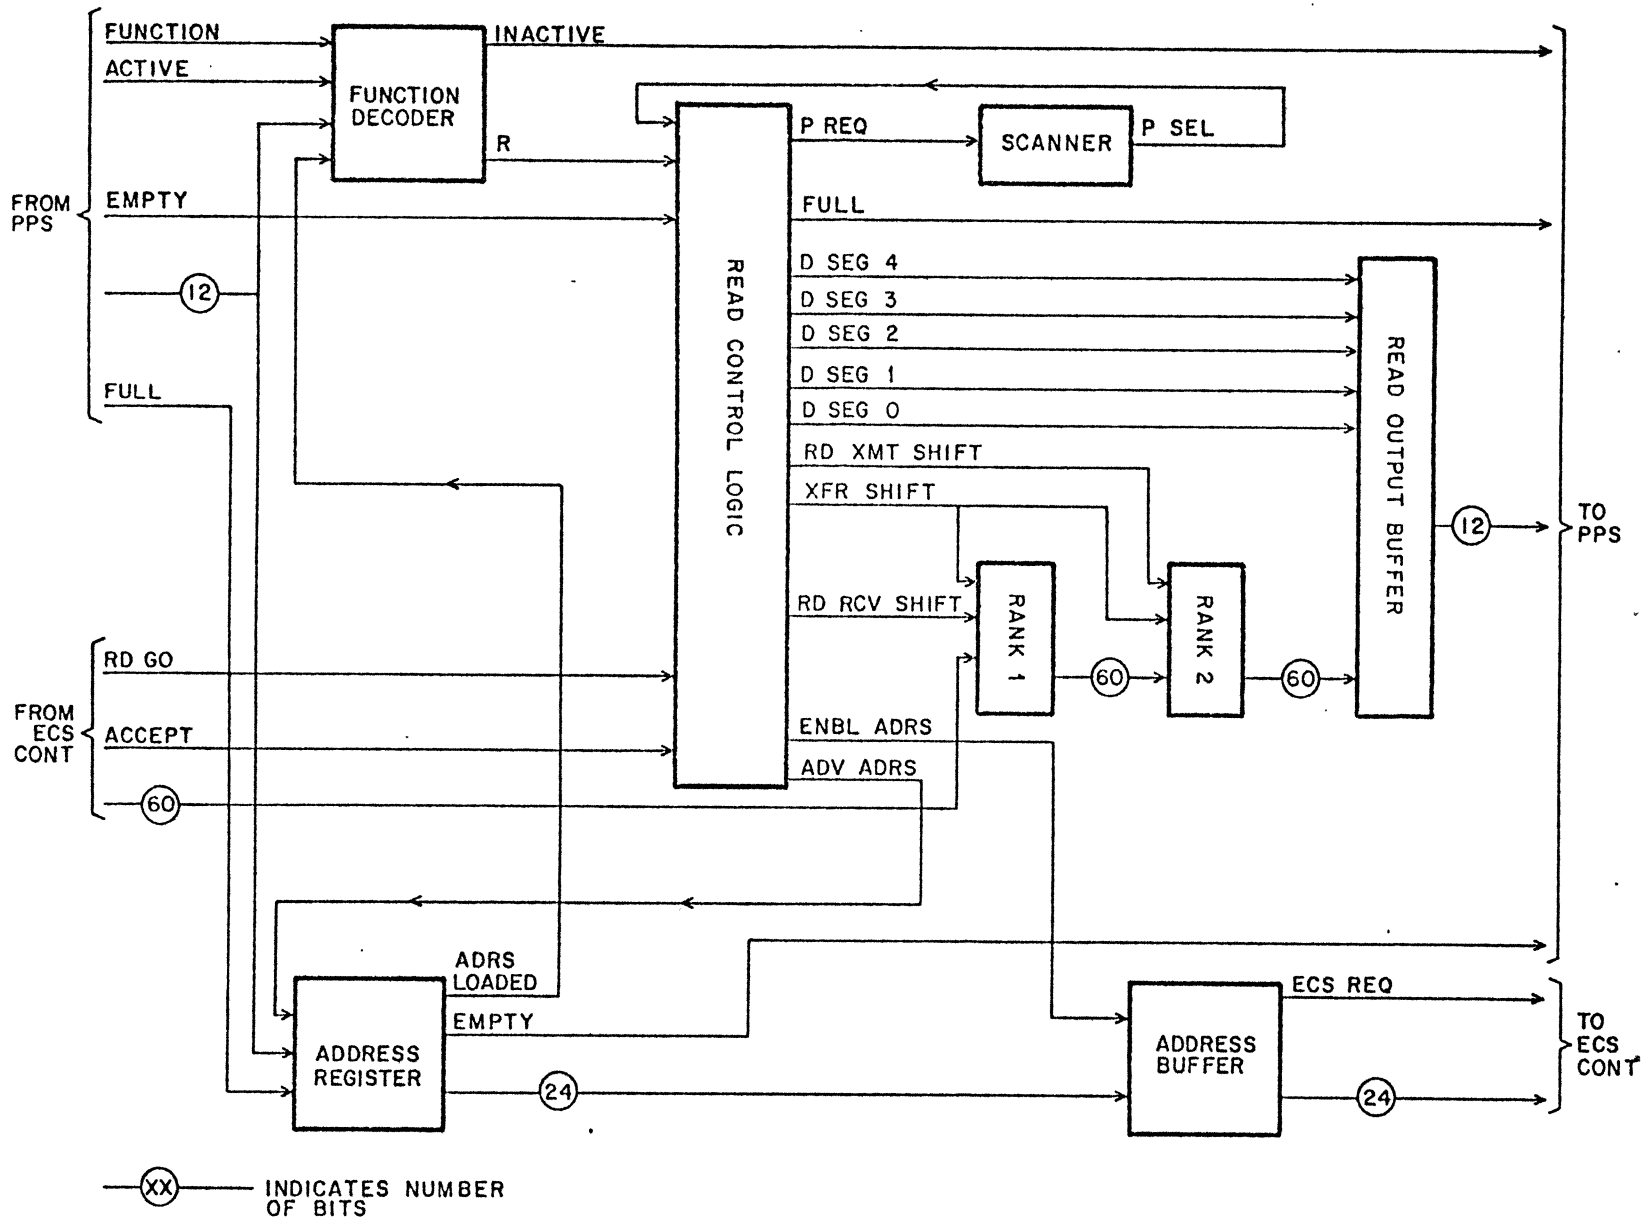 FUNCTION
ACTIVE
FUNCTION
DECODER
INACTIVE
R
P REQ
SCANNER
P SEL
FROM
PPS
EMPTY
FULL
12
FULL
READ CONTROL LOGIC
D SEG 4
D SEG 3
D SEG 2
D SEG 1
D SEG 0
RD XMT SHIFT
XFR SHIFT
RD RCV SHIFT
RANK 1
60
RANK 2
60
READ OUTPUT BUFFER
12
TO
PPS
FROM
ECS
CONT
RD GO
ACCEPT
60
ENBL ADRS
ADV ADRS
ADRS
LOADED
EMPTY
ADDRESS
REGISTER
24
ADDRESS
BUFFER
ECS REQ
24
TO
ECS
CONT
XX
INDICATES NUMBER
OF BITS